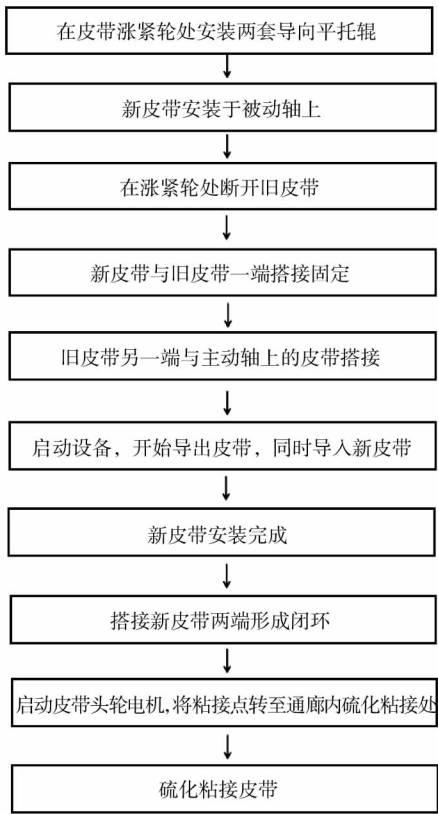 在皮带涨紧轮处安装两套导向平托辊
新皮带安装于被动轴上
在涨紧轮处断开旧皮带
新皮带与旧皮带一端搭接固定
旧皮带另一端与主动轴上的皮带搭接
启动设备，开始导出皮带，同时导入新皮带
新皮带安装完成
搭接新皮带两端形成闭环
启动皮带头轮电机,将粘接点转至通廊内硫化粘接处
硫化粘接皮带